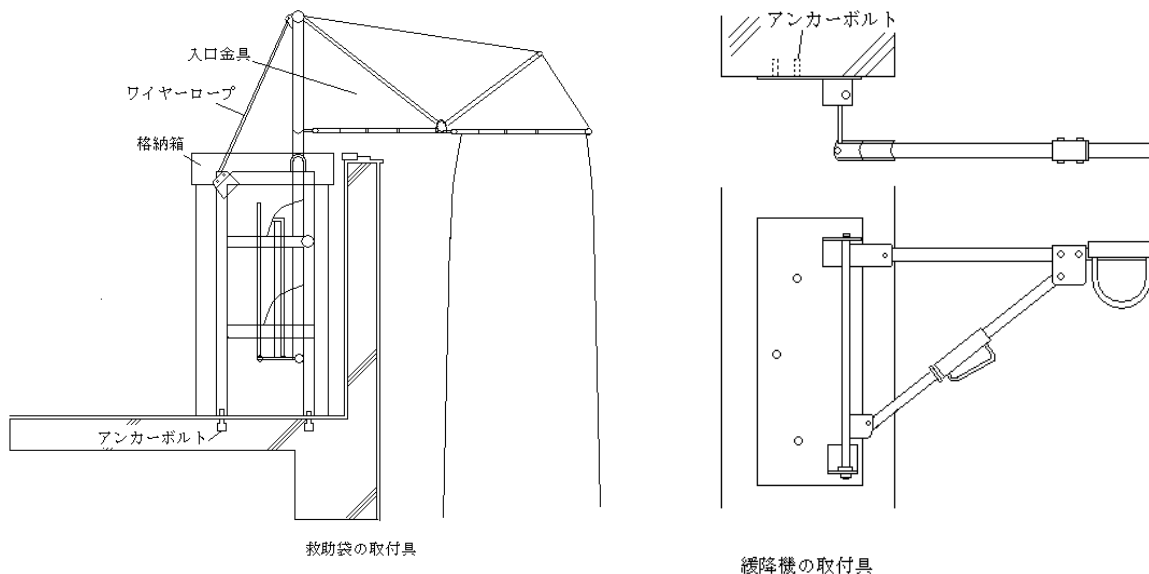 入口金具
ワイヤーロープ
格納箱
アンカーボルト
救助袋の取付具
アンカーボルト
緩降機の取付具